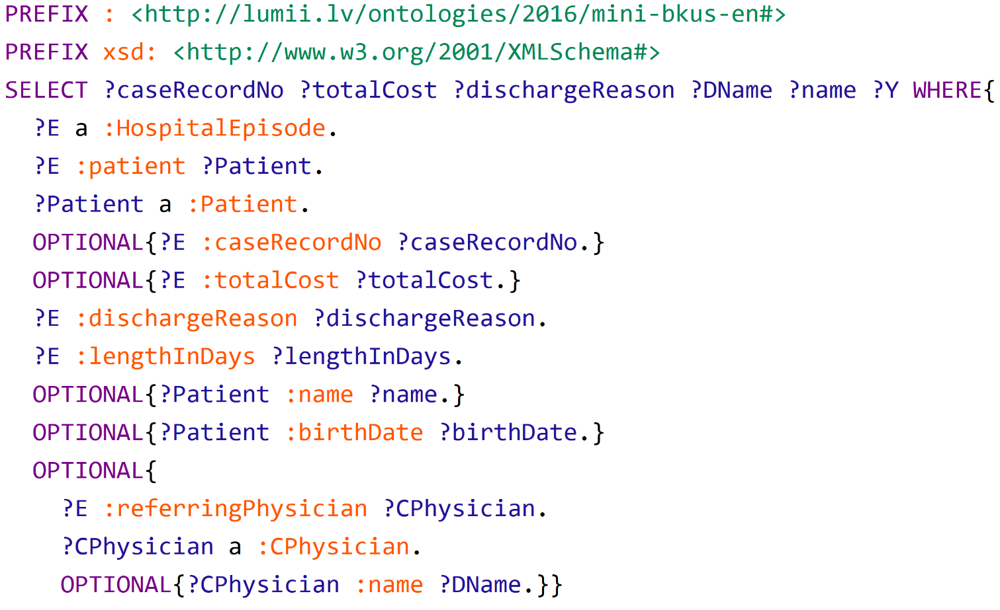 PREFIX : <http://lumii.lv/ontologies/2016/mini-bkus-en#>
PREFIX xsd: <http://www.w3.org/2001/XMLSchema#>
SELECT ?caseRecordNo ?totalCost ?dischargeReason ?DName ?name ?Y WHERE{
?E a :HospitalEpisode.
?E :patient ?Patient.
?Patient a :Patient.
OPTIONAL{?E :caseRecordNo ?caseRecordNo.}
OPTIONAL{?E :totalCost ?totalCost.}
?E :dischargeReason ?dischargeReason.
?E :lengthInDays ?lengthInDays.
OPTIONAL{?Patient :name ?name.}
OPTIONAL{?Patient :birthDate ?birthDate.}
OPTIONAL{
?E :referringPhysician ?CPhysician.
?CPhysician a :CPhysician.
OPTIONAL{?CPhysician :name ?DName.}}